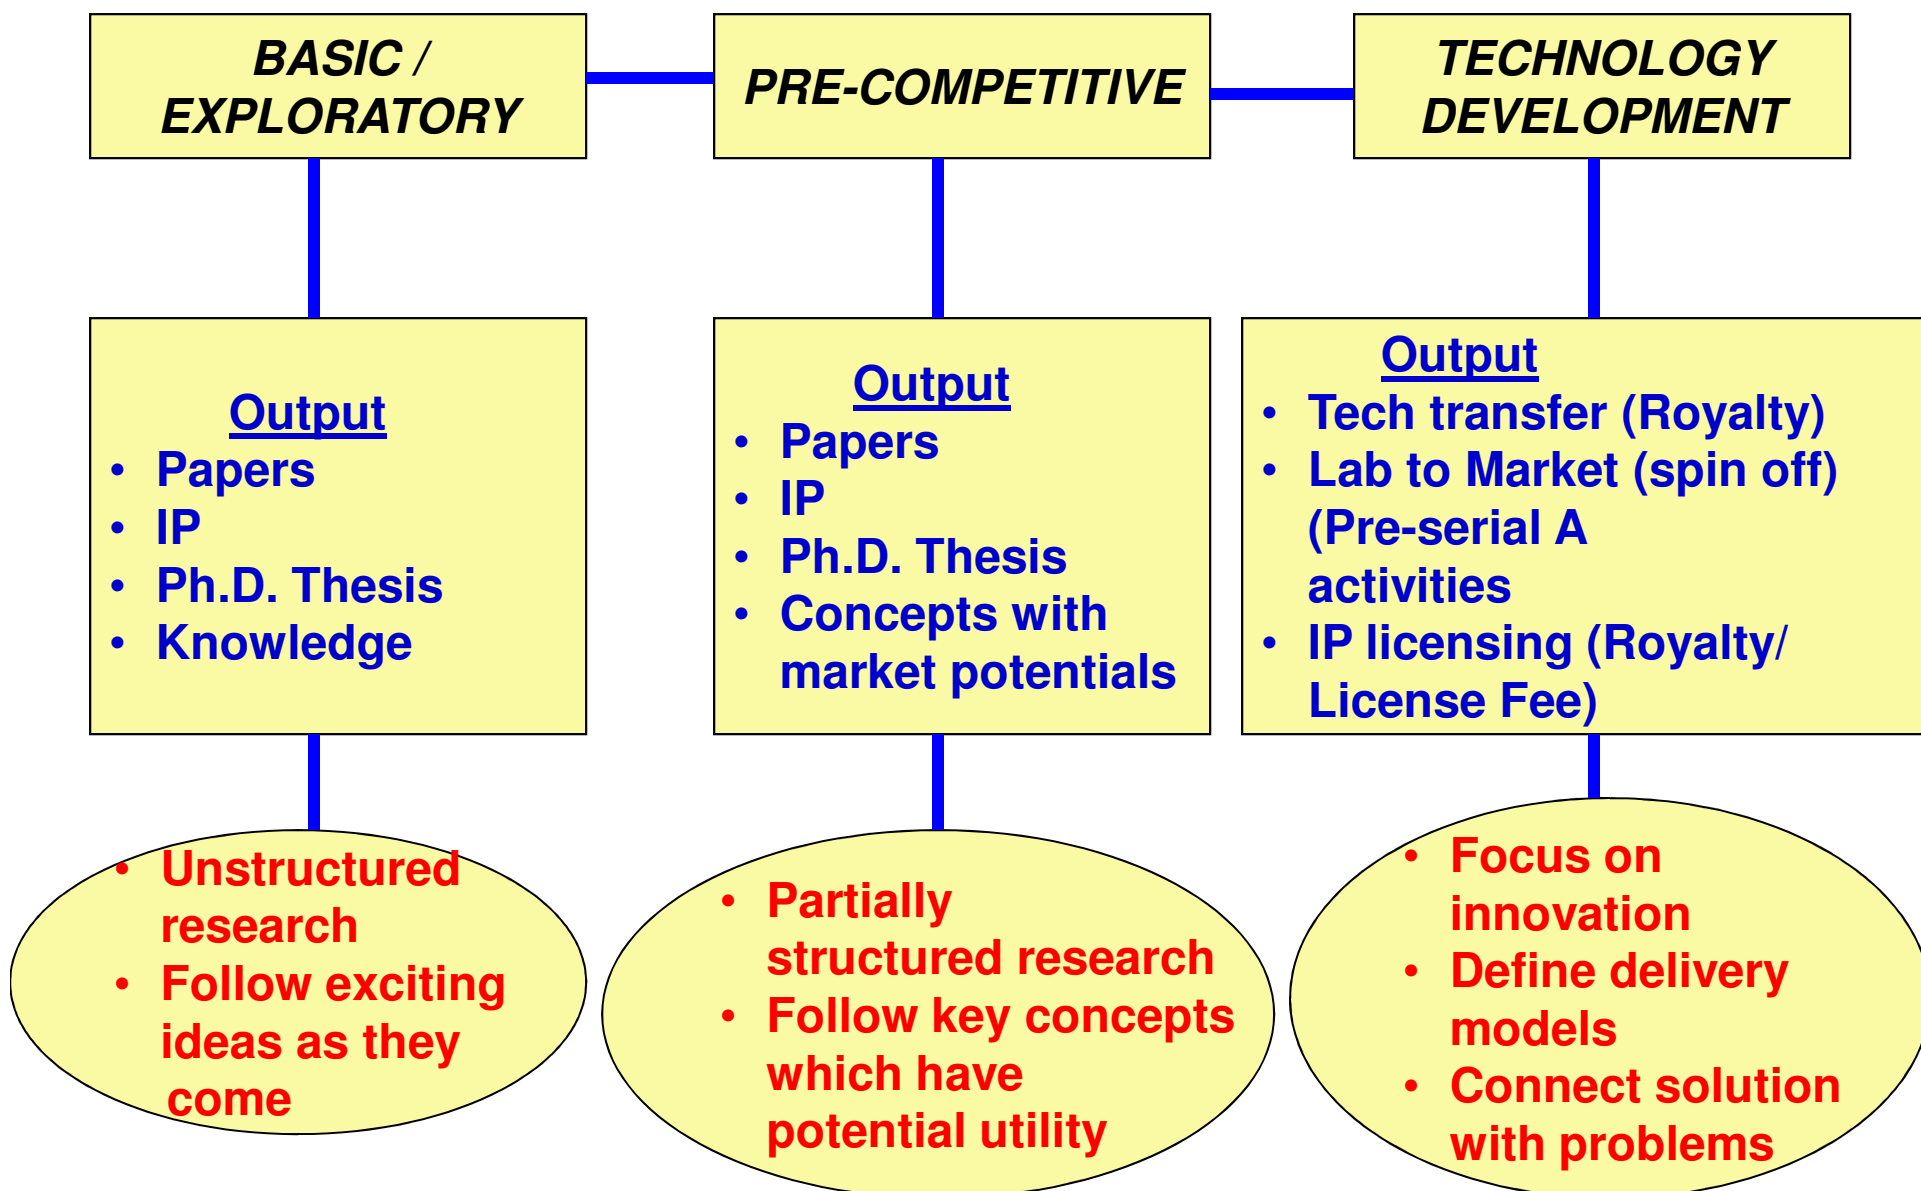 BASIC /
EXPLORATORY
PRE-COMPETITIVE
TECHNOLOGY
DEVELOPMENT
Output
• Papers
• IP
• Ph.D. Thesis
• Knowledge
Output
• Papers
• IP
• Ph.D. Thesis
• Concepts with
market potentials
Output
• Tech transfer (Royalty)
• Lab to Market (spin off)
(Pre-serial A
activities
• IP licensing (Royalty/
License Fee)
• Unstructured
research
• Follow exciting
ideas as they
come
• Partially
structured research
• Follow key concepts
which have
potential utility
• Focus on
innovation
• Define delivery
models
• Connect solution
with problems